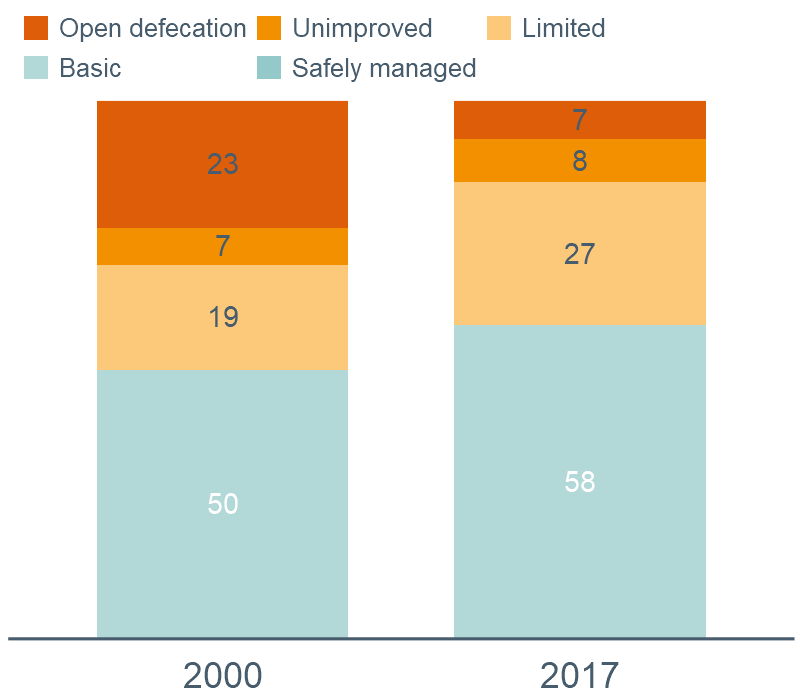 Open defecation Unimproved Limited
Basic Safely managed
23 7
7 8
19 27
50 58
2000 2017